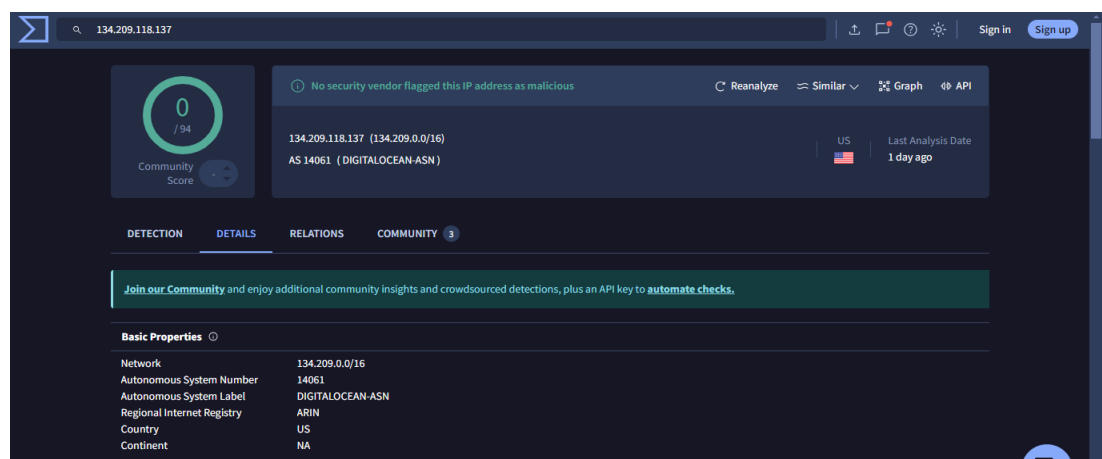 134.209.118.137
Sign in
Sign up
0
/ 94
Community
Score
-
No security vendor flagged this IP address as malicious
Reanalyze
Similar
Graph
API
134.209.118.137 (134.209.0.0/16)
AS 14061 ( DIGITALOCEAN-ASN )
US
Last Analysis Date
1 day ago
DETECTION
DETAILS
RELATIONS
COMMUNITY 3
Join our Community and enjoy additional community insights and crowdsourced detections, plus an API key to automate checks.
Basic Properties
Network 134.209.0.0/16
Autonomous System Number 14061
Autonomous System Label DIGITALOCEAN-ASN
Regional Internet Registry ARIN
Country US
Continent NA